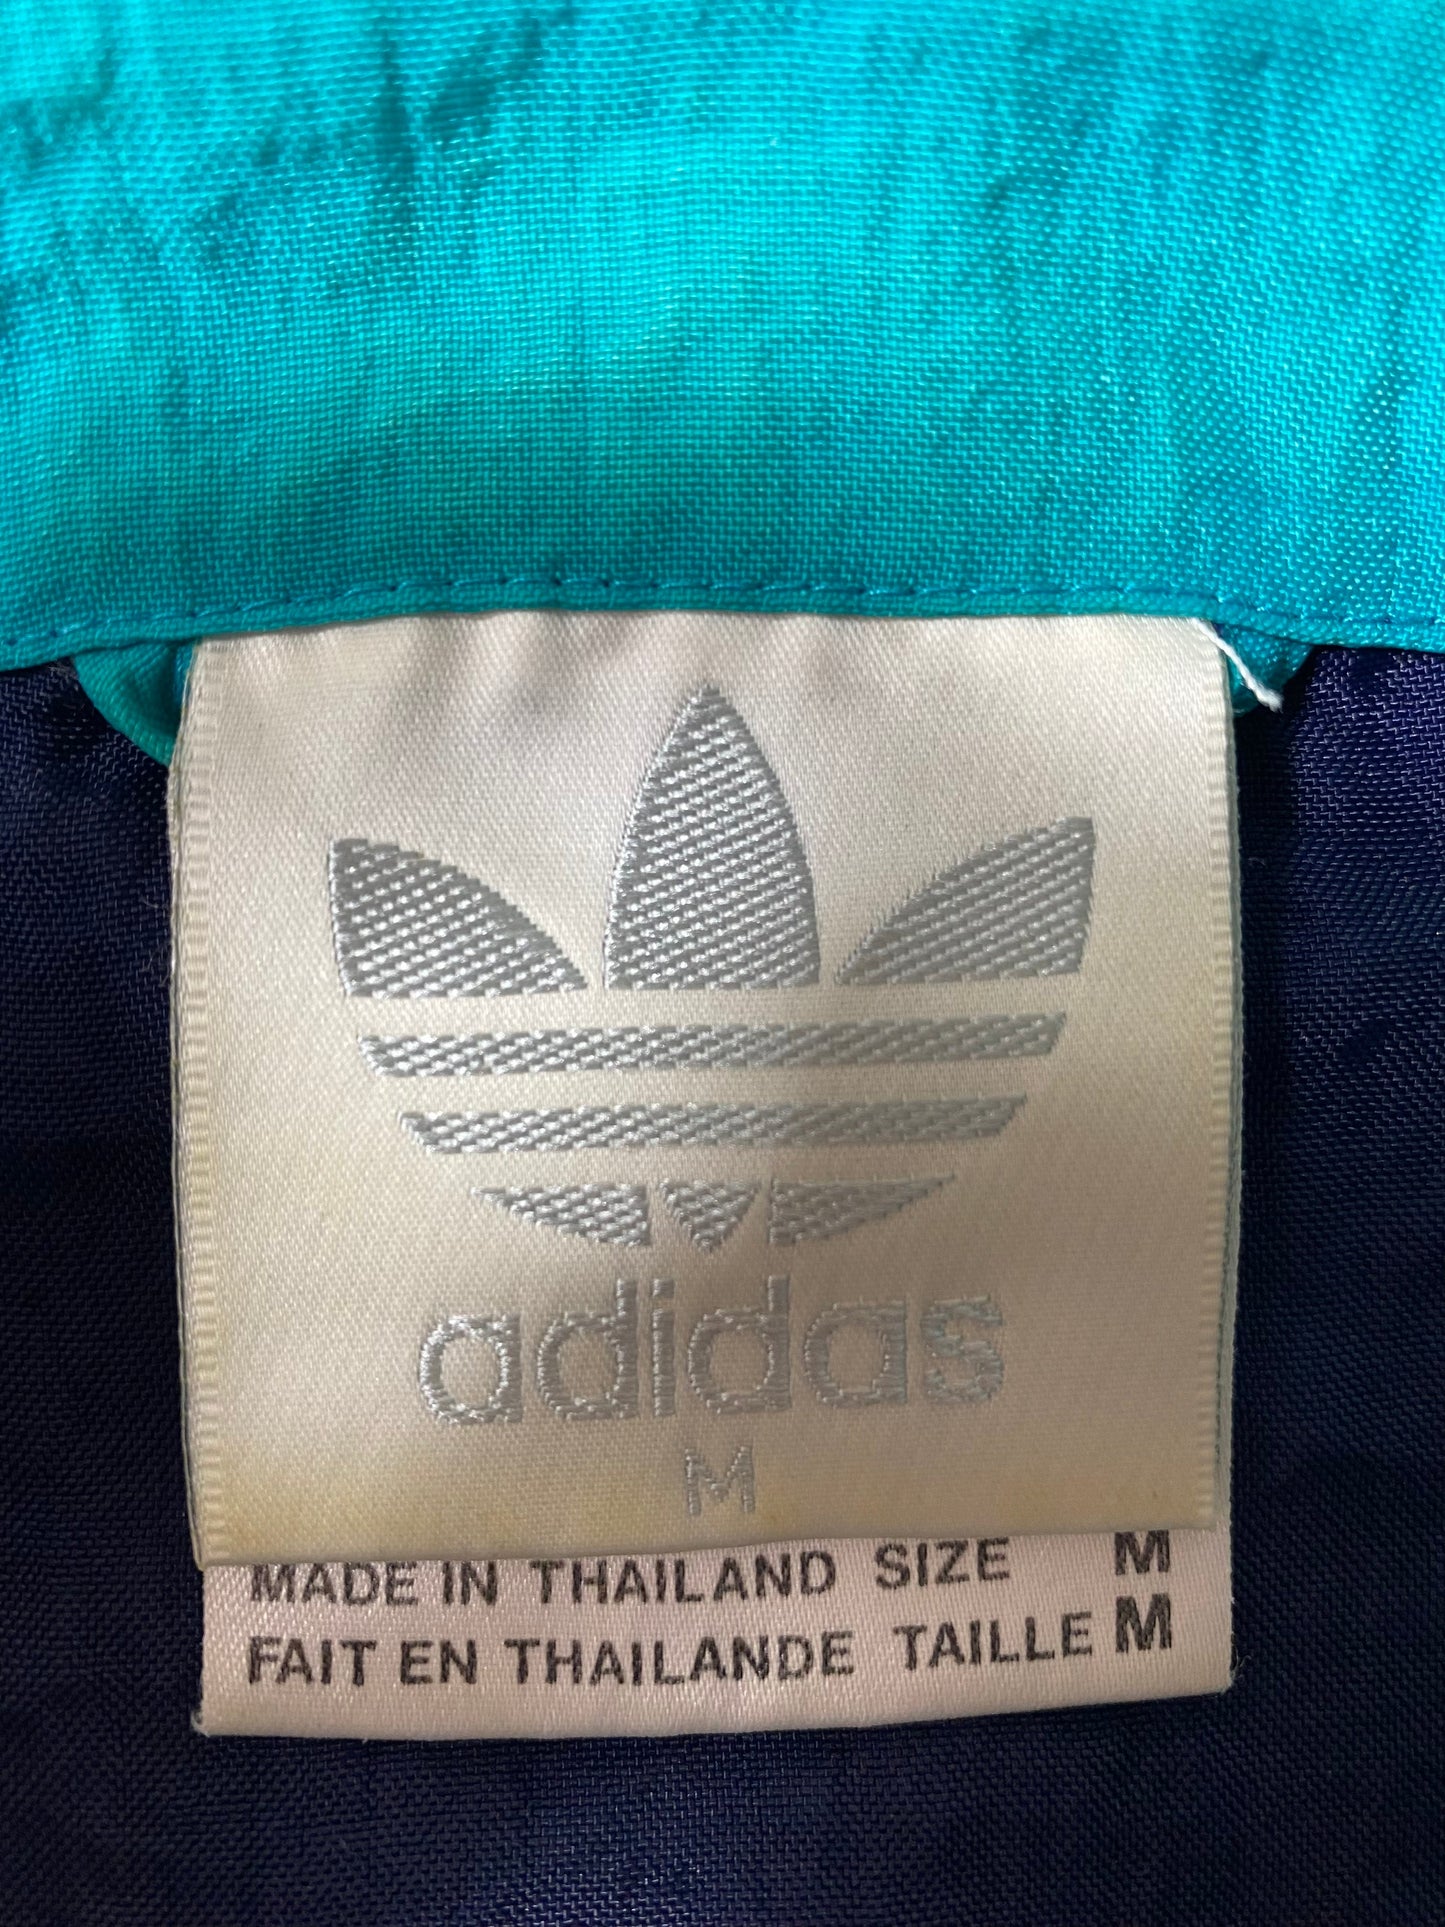 adidas
M
MADE IN THAILAND SIZE M
FAIT EN THAILANDE TAILLE M